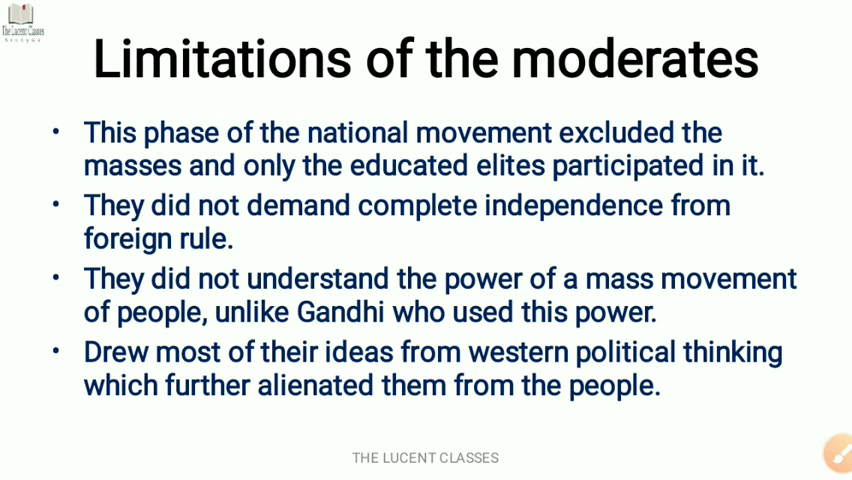 The Lucent Classes
Limitations of the moderates
• This phase of the national movement excluded the
masses and only the educated elites participated in it.
• They did not demand complete independence from
foreign rule.
• They did not understand the power of a mass movement
of people, unlike Gandhi who used this power.
• Drew most of their ideas from western political thinking
which further alienated them from the people.
THE LUCENT CLASSES